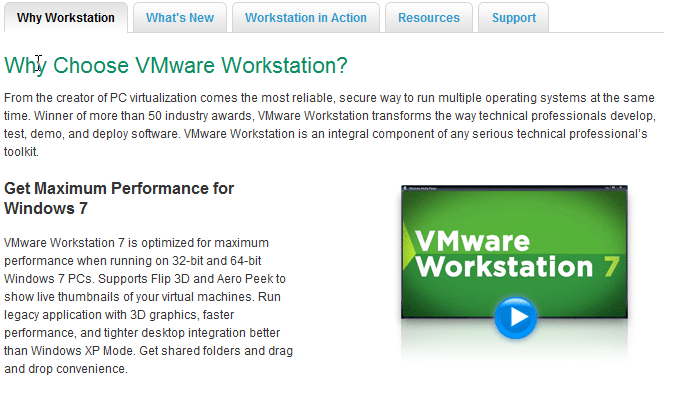 Why Workstation What's New Workstation in Action Resources Support
Why Choose VMware Workstation?
From the creator of PC virtualization comes the most reliable, secure way to run multiple operating systems at the same
time. Winner of more than 50 industry awards, VMware Workstation transforms the way technical professionals develop,
test, demo, and deploy software. VMware Workstation is an integral component of any serious technical professional's
toolkit.
Get Maximum Performance for
Windows 7
VMware Workstation 7 is optimized for maximum
performance when running on 32-bit and 64-bit
Windows 7 PCs. Supports Flip 3D and Aero Peek to
show live thumbnails of your virtual machines. Run
legacy application with 3D graphics, faster
performance, and tighter desktop integration better
than Windows XP Mode. Get shared folders and drag
and drop convenience.
Windows Media Player
VMware
Workstation 7